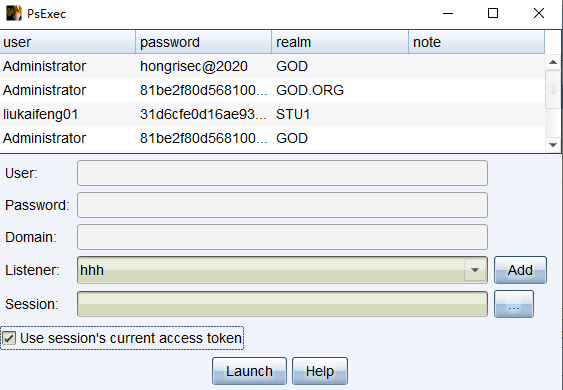 PsExec
user password realm note
Administrator hongrisec@2020 GOD
Administrator 81be2f80d568100... GOD.ORG
liukaifeng01 31d6cfe0d16ae93... STU1
Administrator 81be2f80d568100... GOD
User:
Password:
Domain:
Listener: hhh Add
Session: ...
Use session's current access token
Launch Help